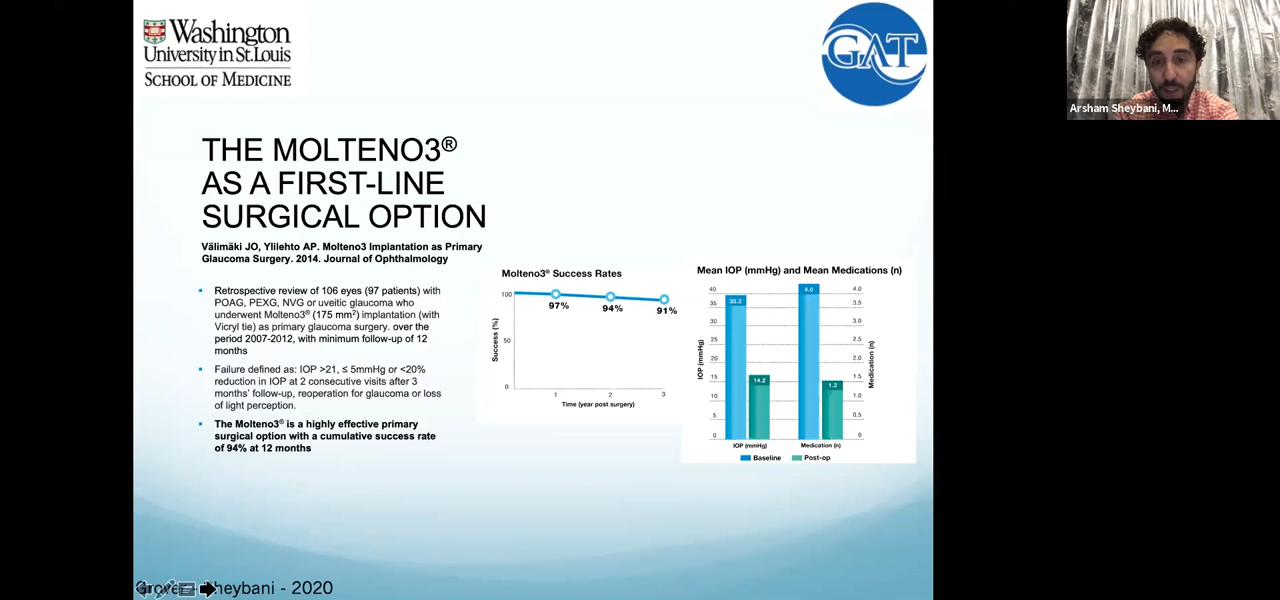 Washington
University in St. Louis
SCHOOL OF MEDICINE
GAT
Arsham Sheybani, M...
THE MOLTENO3®
AS A FIRST-LINE
SURGICAL OPTION
Välimäki JO, Ylilehto AP. Molteno3 Implantation as Primary
Glaucoma Surgery. 2014. Journal of Ophthalmology
Retrospective review of 106 eyes (97 patients) with
POAG, PEXG, NVG or uveitic glaucoma who
underwent Molteno3® (175 mm²) implantation (with
Vicryl tie) as primary glaucoma surgery. over the
period 2007-2012, with minimum follow-up of 12
months
Failure defined as: IOP >21, ≤ 5mmHg or <20%
reduction in IOP at 2 consecutive visits after 3
months' follow-up, reoperation for glaucoma or loss
of light perception.
The Molteno3® is a highly effective primary
surgical option with a cumulative success rate
of 94% at 12 months
Molteno3® Success Rates
Success (%)
100
50
0
97%
94%
91%
1 2 3
Time (year post surgery)
Mean IOP (mmHg) and Mean Medications (n)
IOP (mmHg)
40
35
30
25
20
15
10
5
0
35.2
14.2
4.0
1.3
4.0
3.5
3.0
2.5
2.0
1.5
1.0
0.5
0
Medication (n)
IOP (mmHg) Medication (n)
Baseline Post-op
Sheybani - 2020